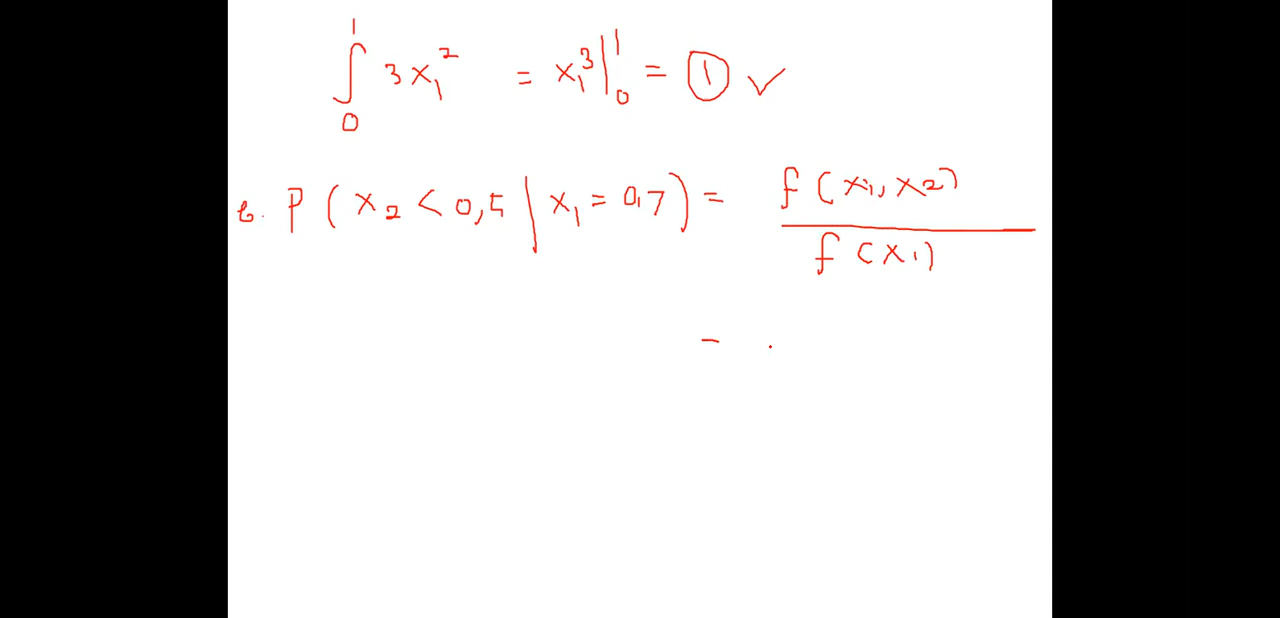 ∫₀¹ 3x₁² = x₁³|₀¹ = ① ✓
b. P(x₂ < 0,5 | x₁ = 0,7) = f(x₁, x₂) / f(x₁)
–  .